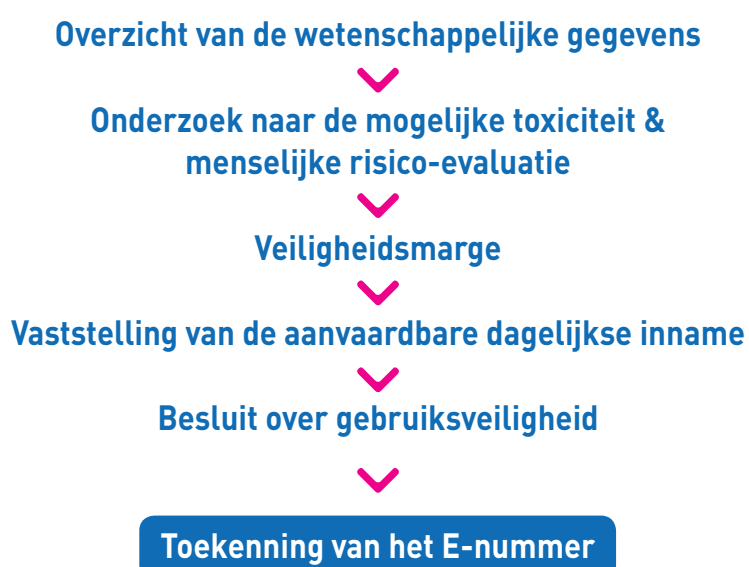 Overzicht van de wetenschappelijke gegevens
Onderzoek naar de mogelijke toxiciteit &
menselijke risico-evaluatie
Veiligheidsmarge
Vaststelling van de aanvaardbare dagelijkse inname
Besluit over gebruiksveiligheid
Toekenning van het E-nummer